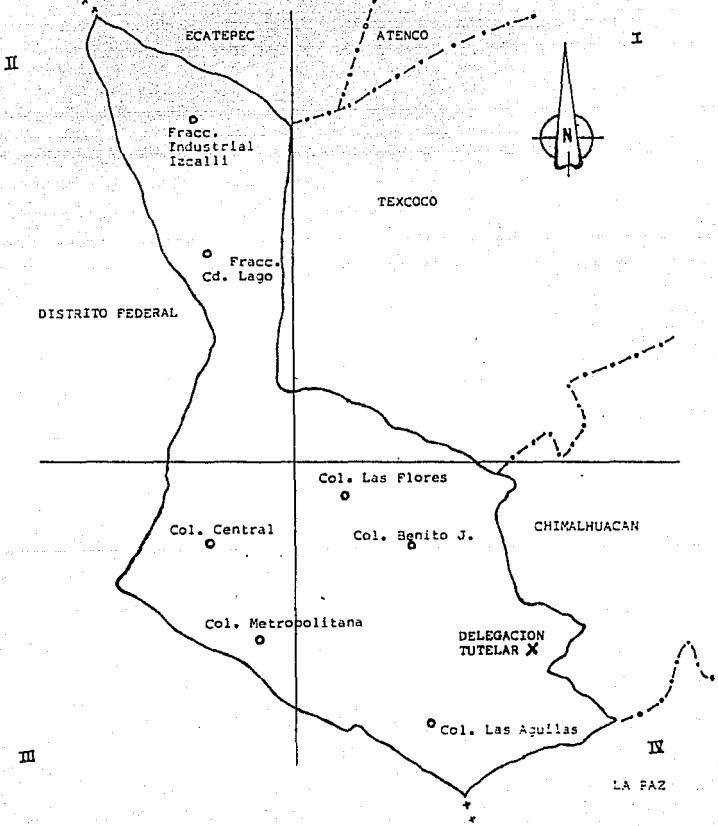 ECATEPEC
ATENCO
I
II
Fracc.
Industrial
Izcalli
N
TEXCOCO
Fracc.
Cd. Lago
DISTRITO FEDERAL
Col. Las Flores
Col. Central
Col. Benito J.
CHIMALHUACAN
Col. Metropolitana
DELEGACION
TUTELAR X
Col. Las Aguilas
III
IV
LA PAZ